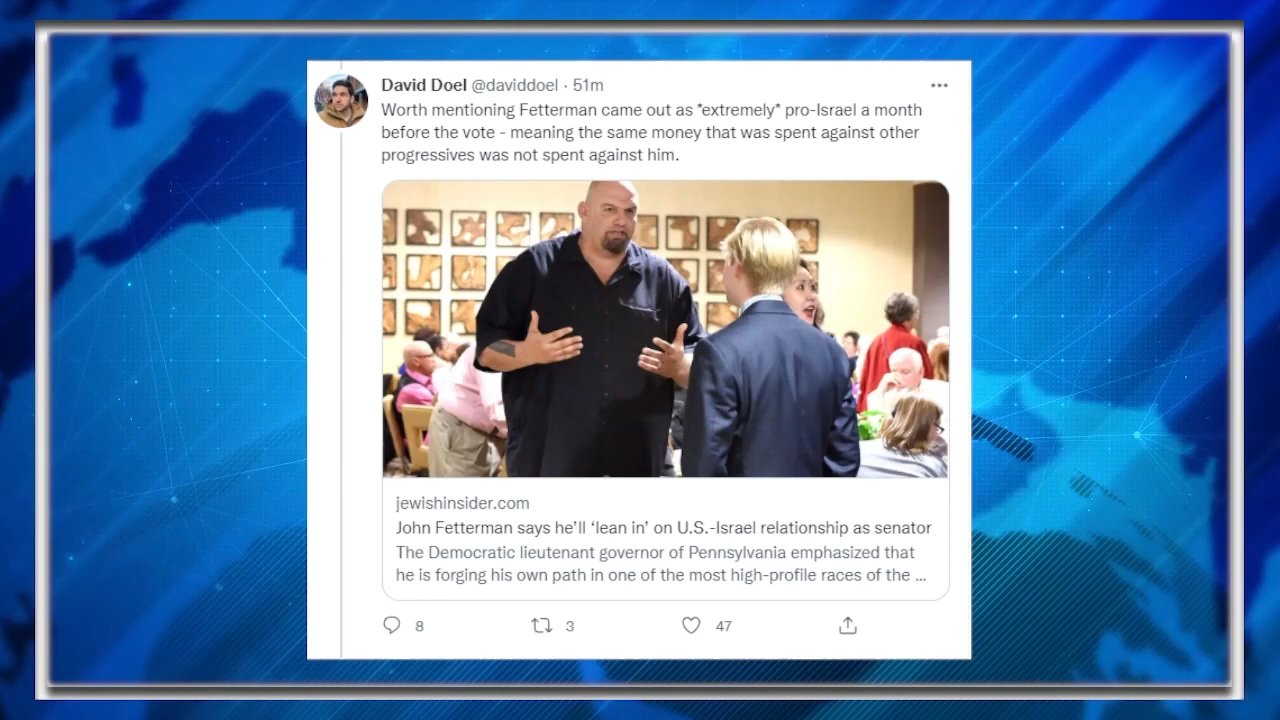 David Doel @daviddoel · 51m
Worth mentioning Fetterman came out as *extremely* pro-Israel a month
before the vote - meaning the same money that was spent against other
progressives was not spent against him.
jewishinsider.com
John Fetterman says he’ll ‘lean in’ on U.S.-Israel relationship as senator
The Democratic lieutenant governor of Pennsylvania emphasized that
he is forging his own path in one of the most high-profile races of the ...
8 3 47